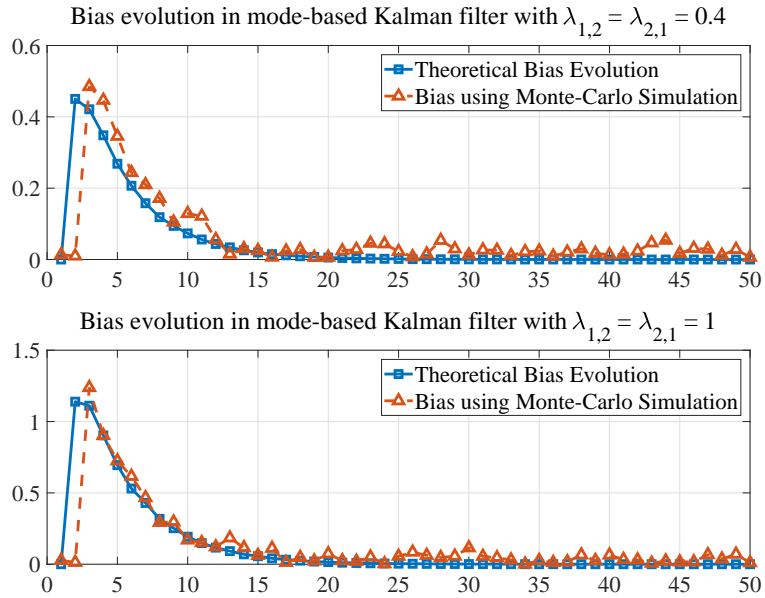 Bias evolution in mode-based Kalman filter with λ1,2 = λ2,1 = 0.4
0.6
0.4
0.2
0
Theoretical Bias Evolution
Bias using Monte-Carlo Simulation
0 5 10 15 20 25 30 35 40 45 50
Bias evolution in mode-based Kalman filter with λ1,2 = λ2,1 = 1
1.5
1
0.5
0
Theoretical Bias Evolution
Bias using Monte-Carlo Simulation
0 5 10 15 20 25 30 35 40 45 50